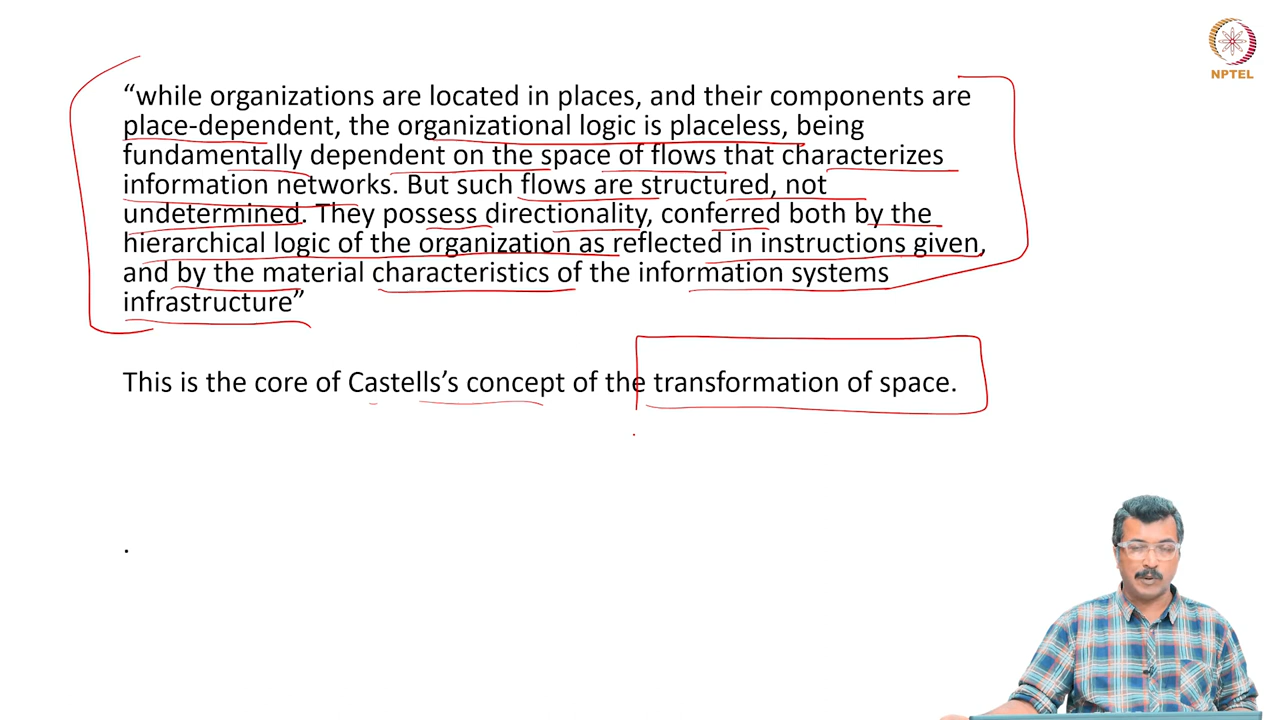 NPTEL
“while organizations are located in places, and their components are
place-dependent, the organizational logic is placeless, being
fundamentally dependent on the space of flows that characterizes
information networks. But such flows are structured, not
undetermined. They possess directionality, conferred both by the
hierarchical logic of the organization as reflected in instructions given,
and by the material characteristics of the information systems
infrastructure”
This is the core of Castells’s concept of the transformation of space.
.